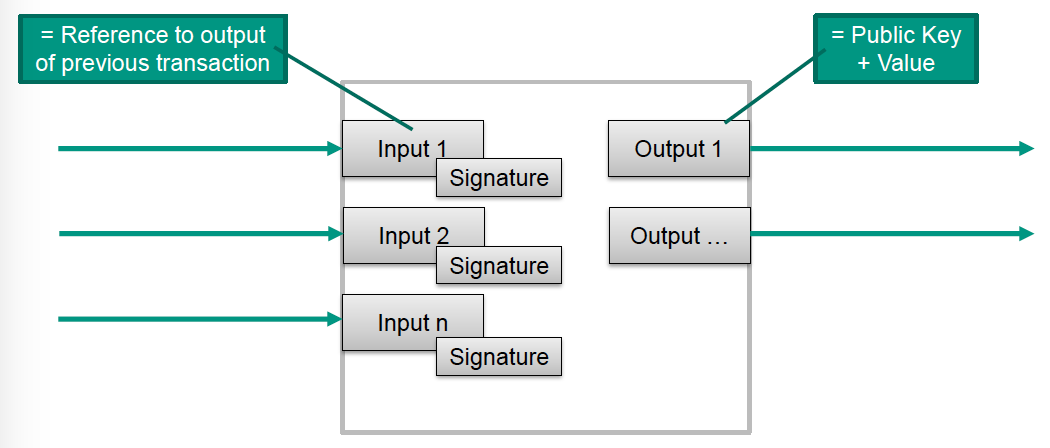 = Reference to output
of previous transaction
= Public Key
+ Value
Input 1
Signature
Output 1
Input 2
Signature
Output ...
Input n
Signature